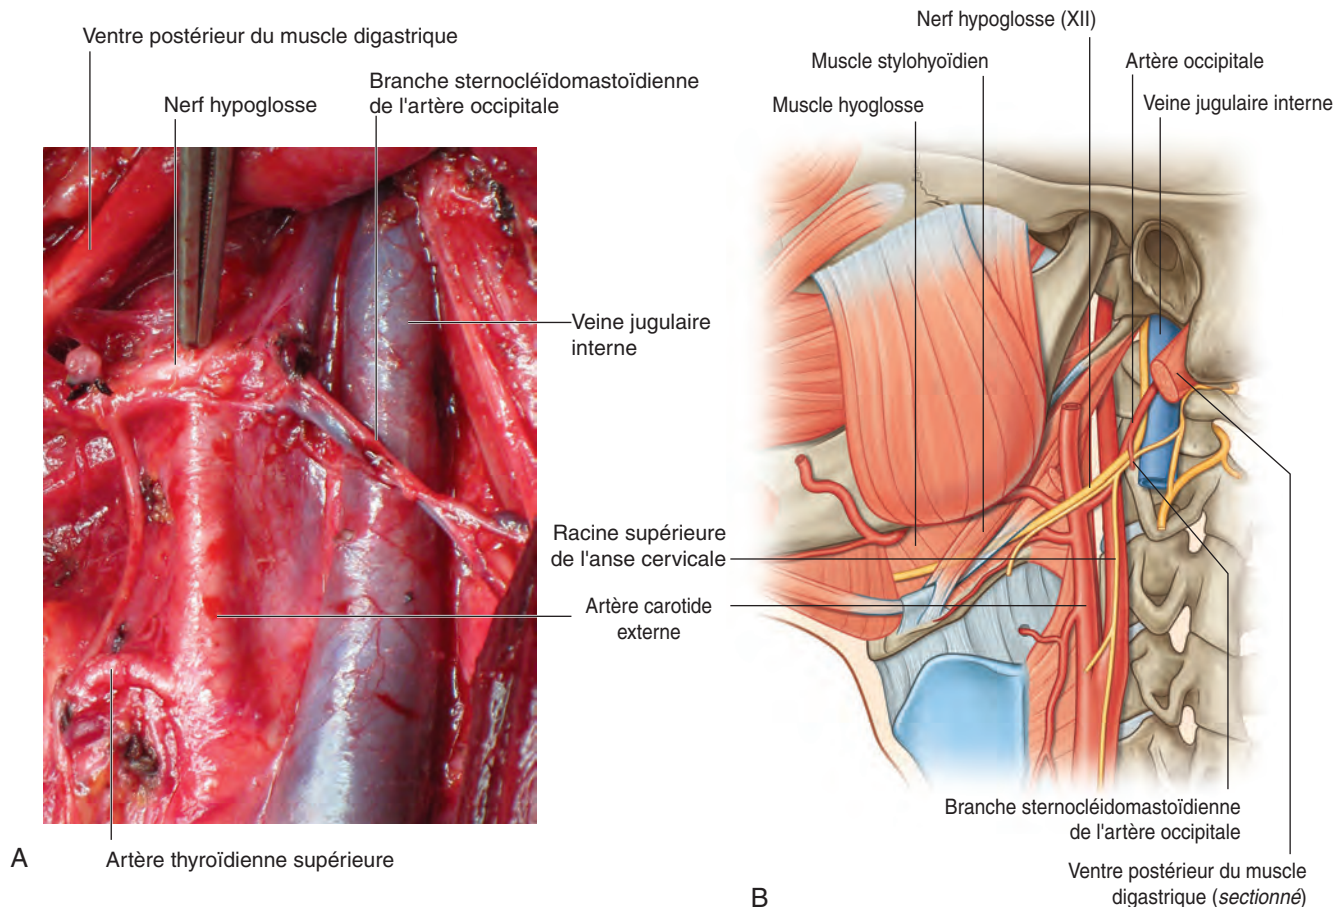 Ventre postérieur du muscle digastrique
Nerf hypoglosse
Branche sternocléïdomastoïdienne
de l'artère occipitale
Veine jugulaire
interne
Artère thyroïdienne supérieure
A
Nerf hypoglosse (XII)
Muscle stylohyoïdien
Artère occipitale
Muscle hyoglosse
Veine jugulaire interne
Racine supérieure
de l'anse cervicale
Artère carotide
externe
Branche sternocléidomastoïdienne
de l'artère occipitale
Ventre postérieur du muscle
digastrique (sectionné)
B